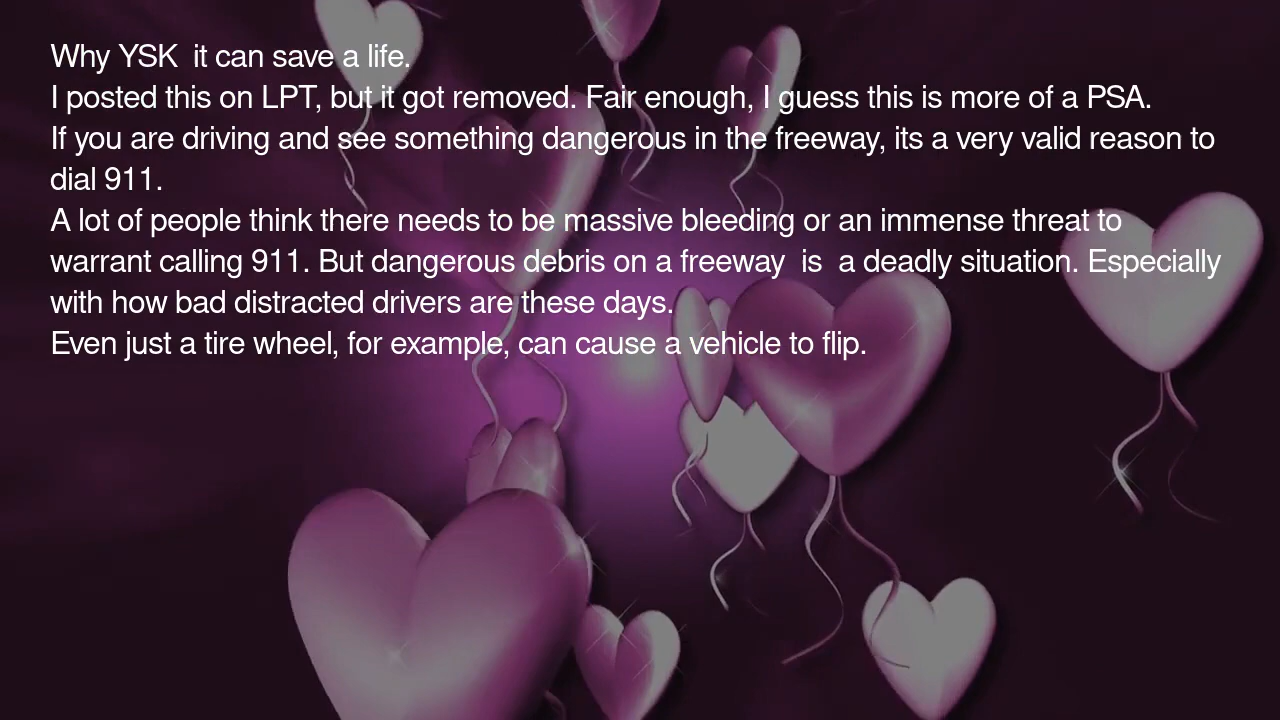 Why YSK  it can save a life.
I posted this on LPT, but it got removed. Fair enough, I guess this is more of a PSA.
If you are driving and see something dangerous in the freeway, its a very valid reason to
dial 911.
A lot of people think there needs to be massive bleeding or an immense threat to
warrant calling 911. But dangerous debris on a freeway  is  a deadly situation. Especially
with how bad distracted drivers are these days.
Even just a tire wheel, for example, can cause a vehicle to flip.